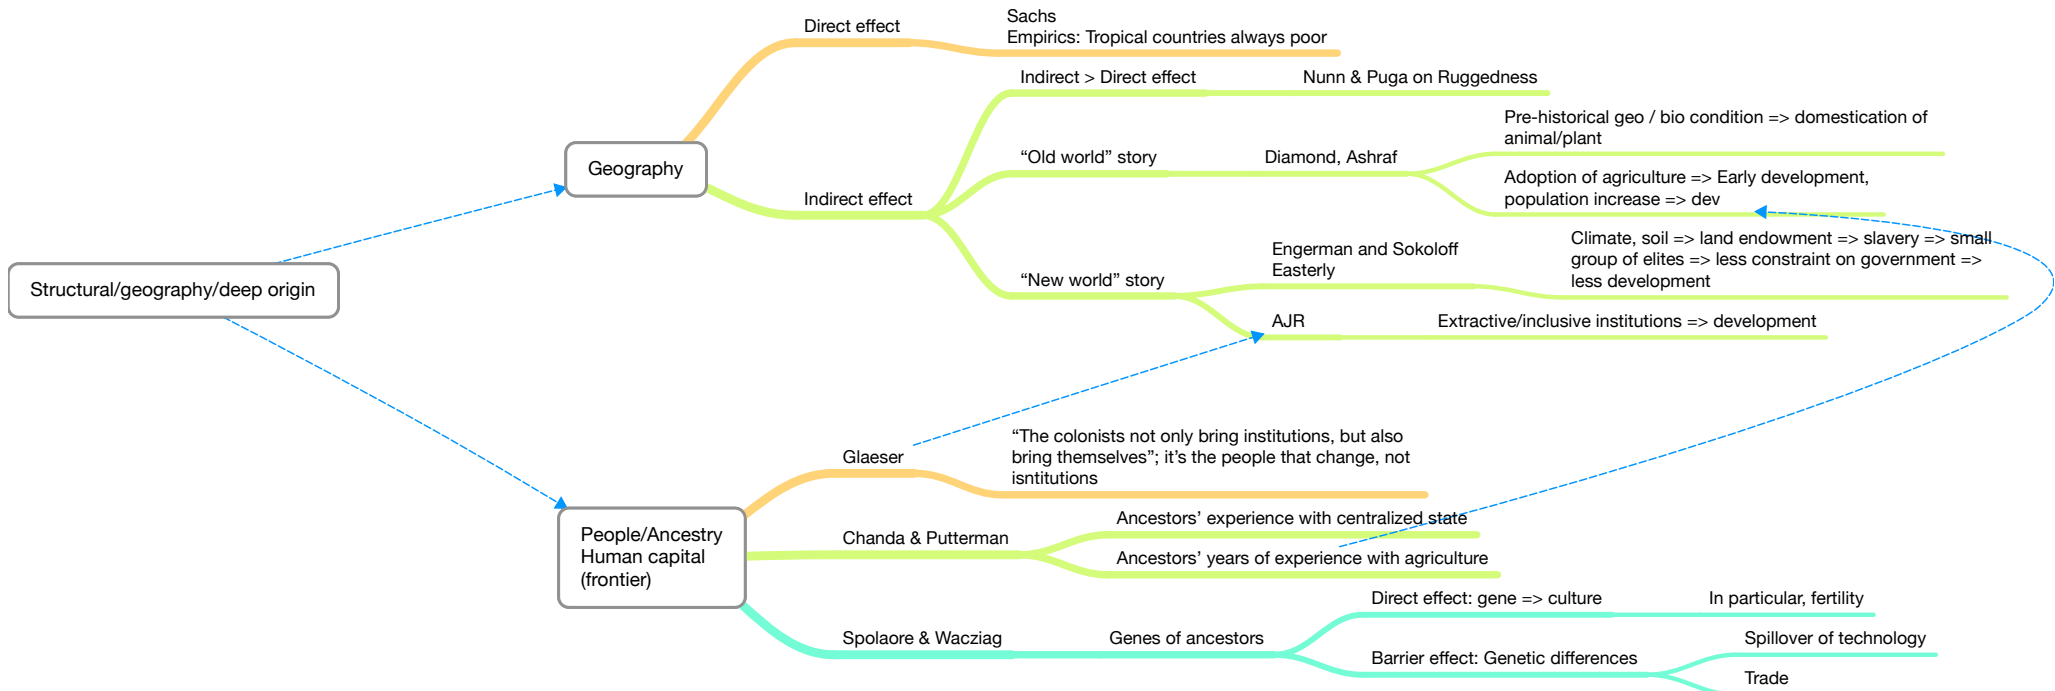 Direct effect
Sachs
Empirics: Tropical countries always poor
Indirect > Direct effect
Nunn & Puga on Ruggedness
Pre-historical geo / bio condition => domestication of
animal/plant
Geography
“Old world” story
Diamond, Ashraf
Adoption of agriculture => Early development,
population increase => dev
Indirect effect
Engerman and Sokoloff
Easterly
Climate, soil => land endowment => slavery => small
group of elites => less constraint on government =>
less development
“New world” story
Structural/geography/deep origin
AJR
Extractive/inclusive institutions => development
Glaeser
“The colonists not only bring institutions, but also
bring themselves”; it’s the people that change, not
isntitutions
People/Ancestry
Human capital
(frontier)
Chanda & Putterman
Ancestors’ experience with centralized state
Ancestors’ years of experience with agriculture
Spolaore & Wacziag
Genes of ancestors
Direct effect: gene => culture
In particular, fertility
Barrier effect: Genetic differences
Spillover of technology
Trade